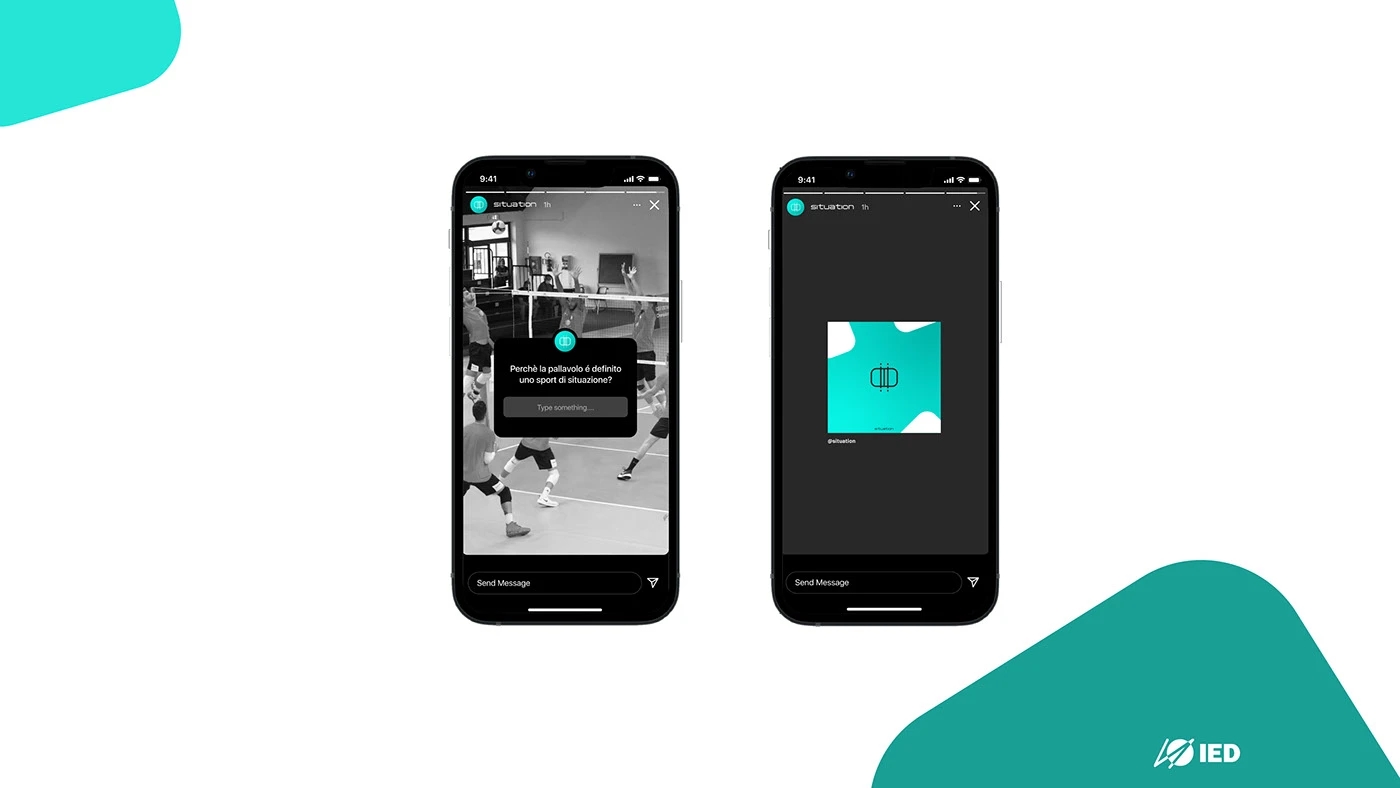 9:41
situation 1h
Perchè la pallavolo é definito
uno sport di situazione?
Type something....
Send Message
9:41
situation 1h
situation
@situation
Send Message
IED